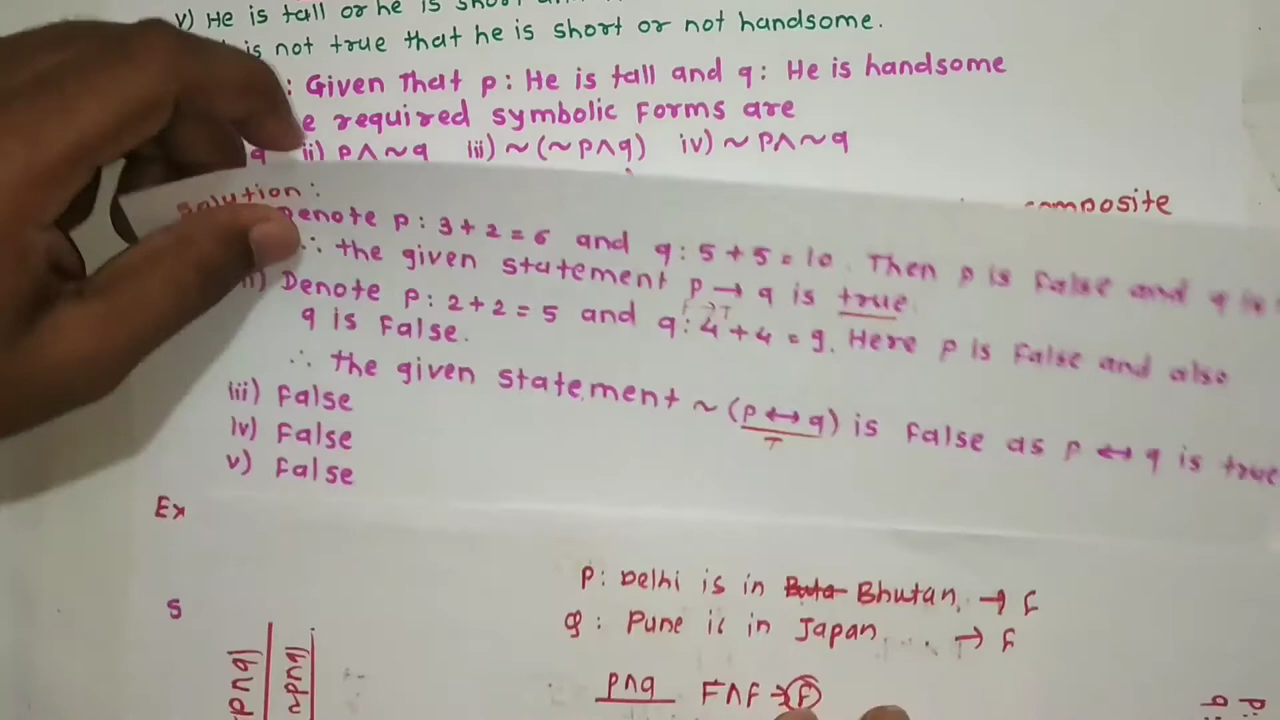 v) He is tall or he is short
is not true that he is short or not handsome.
: Given That p : He is tall and q : He is handsome
e required symbolic Forms are
q ii) p∧~q iii) ~(~p∧q) iv) ~p∧~q
composite
Solution :
Denote p : 3+2=6 and q : 5+5=10. Then p is False and q is
∴ the given statement p→q is true.
F→T
ii) Denote p : 2+2=5 and q : 4+4=9. Here p is False and also
q is False.
∴ the given statement ~(p↔q) is False as p↔q is true
T
iii) False
iv) False
v) False
Ex
S
p : Delhi is in Bhutan. → F
q : Pune is in Japan.... → F
p∧q F∧F → F
p:
q: